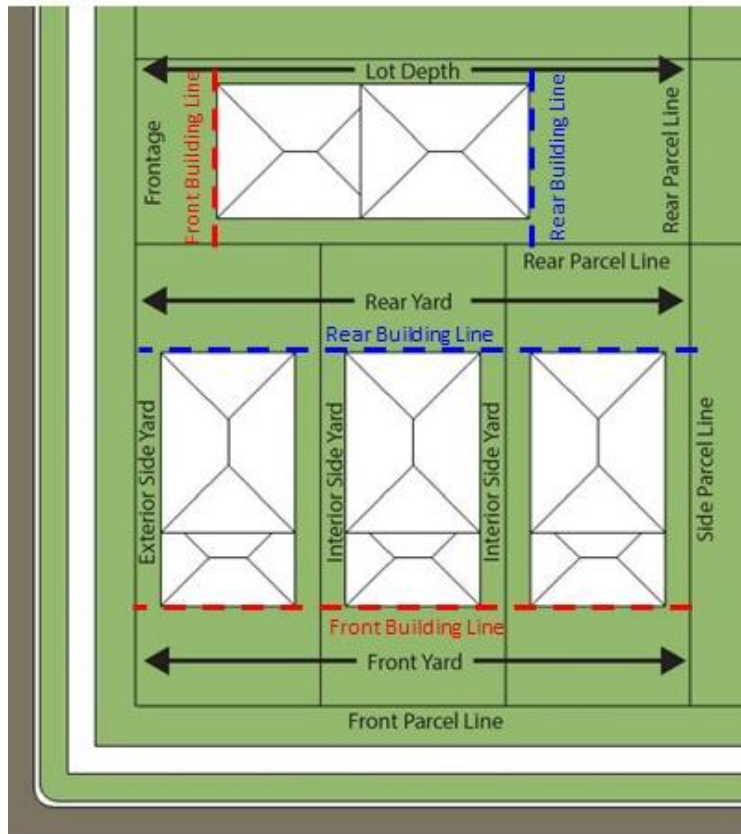 Lot Depth
Frontage
Front Building Line
Rear Building Line
Rear Parcel Line
Rear Parcel Line
Rear Yard
Rear Building Line
Exterior Side Yard
Interior Side Yard
Interior Side Yard
Side Parcel Line
Front Building Line
Front Yard
Front Parcel Line